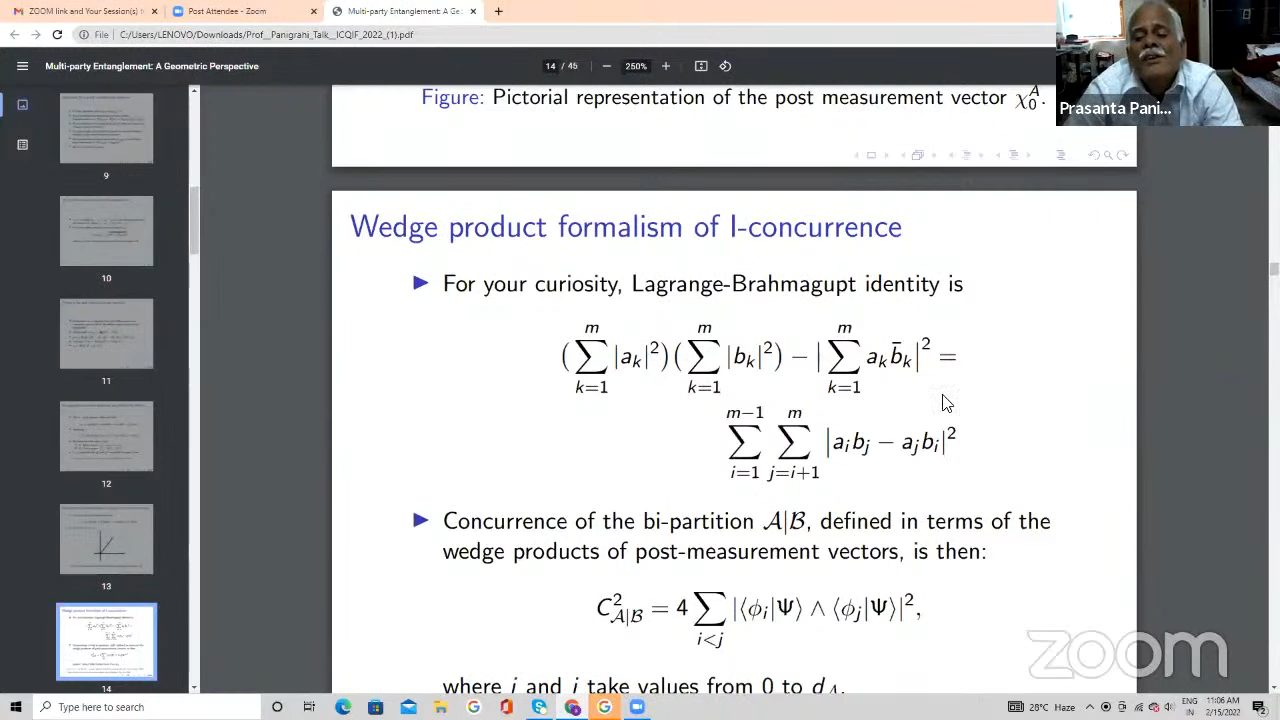 ZOOM link and Your Session(s) t
Post Attendee - Zoom
Multi-party Entanglement: A Ge
File
C:/Users/LENOVO/Downloads/Prof__Panigrahi_Talk__ICQT_2022_(1).pdf
Multi-party Entanglement: A Geometric Perspective
14 / 45
250%
Prasanta Pani...
9
10
11
12
13
14
Figure: Pictorial representation of the post measurement vector χ₀ᴬ.
Wedge product formalism of I-concurrence
▶ For your curiosity, Lagrange-Brahmagupt identity is
(∑_{k=1}^{m} |a_k|²)(∑_{k=1}^{m} |b_k|²) − |∑_{k=1}^{m} a_k b̄_k|² =
∑_{i=1}^{m−1} ∑_{j=i+1}^{m} |a_i b_j − a_j b_i|²
▶ Concurrence of the bi-partition 𝒜|ℬ, defined in terms of the
wedge products of post-measurement vectors, is then:
C²_{𝒜|ℬ} = 4 ∑_{i<j} |⟨ϕ_i|Ψ⟩ ∧ ⟨ϕ_j|Ψ⟩|²,
where i and j take values from 0 to d_A.
zoom
Type here to search
28°C Haze
ENG
IN
11:06 AM
2/15/2022
2